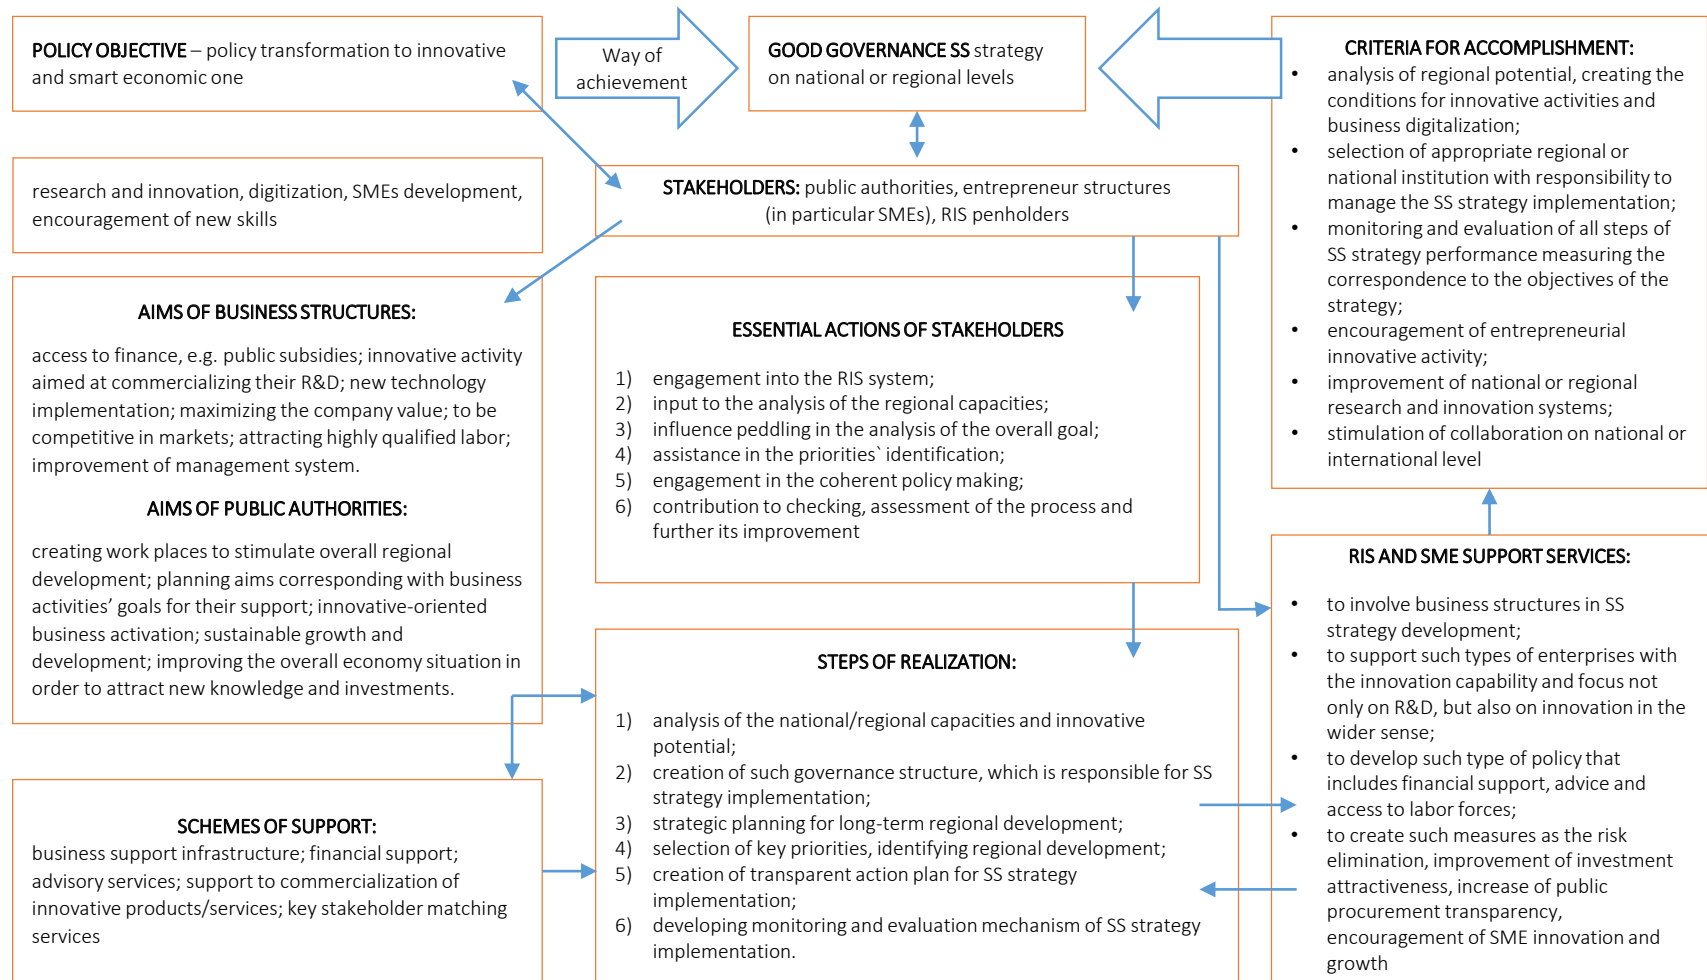 POLICY OBJECTIVE – policy transformation to innovative
and smart economic one
Way of
achievement
GOOD GOVERNANCE SS strategy
on national or regional levels
CRITERIA FOR ACCOMPLISHMENT:
• analysis of regional potential, creating the
conditions for innovative activities and
business digitalization;
• selection of appropriate regional or
national institution with responsibility to
manage the SS strategy implementation;
• monitoring and evaluation of all steps of
SS strategy performance measuring the
correspondence to the objectives of the
strategy;
• encouragement of entrepreneurial
innovative activity;
• improvement of national or regional
research and innovation systems;
• stimulation of collaboration on national or
international level
research and innovation, digitization, SMEs development,
encouragement of new skills
STAKEHOLDERS: public authorities, entrepreneur structures
(in particular SMEs), RIS penholders
AIMS OF BUSINESS STRUCTURES:
access to finance, e.g. public subsidies; innovative activity
aimed at commercializing their R&D; new technology
implementation; maximizing the company value; to be
competitive in markets; attracting highly qualified labor;
improvement of management system.
AIMS OF PUBLIC AUTHORITIES:
creating work places to stimulate overall regional
development; planning aims corresponding with business
activities’ goals for their support; innovative-oriented
business activation; sustainable growth and
development; improving the overall economy situation in
order to attract new knowledge and investments.
ESSENTIAL ACTIONS OF STAKEHOLDERS
1) engagement into the RIS system;
2) input to the analysis of the regional capacities;
3) influence peddling in the analysis of the overall goal;
4) assistance in the priorities` identification;
5) engagement in the coherent policy making;
6) contribution to checking, assessment of the process and
further its improvement
RIS AND SME SUPPORT SERVICES:
• to involve business structures in SS
strategy development;
• to support such types of enterprises with
the innovation capability and focus not
only on R&D, but also on innovation in the
wider sense;
• to develop such type of policy that
includes financial support, advice and
access to labor forces;
• to create such measures as the risk
elimination, improvement of investment
attractiveness, increase of public
procurement transparency,
encouragement of SME innovation and
growth
STEPS OF REALIZATION:
1) analysis of the national/regional capacities and innovative
potential;
2) creation of such governance structure, which is responsible for SS
strategy implementation;
3) strategic planning for long-term regional development;
4) selection of key priorities, identifying regional development;
5) creation of transparent action plan for SS strategy
implementation;
6) developing monitoring and evaluation mechanism of SS strategy
implementation.
SCHEMES OF SUPPORT:
business support infrastructure; financial support;
advisory services; support to commercialization of
innovative products/services; key stakeholder matching
services